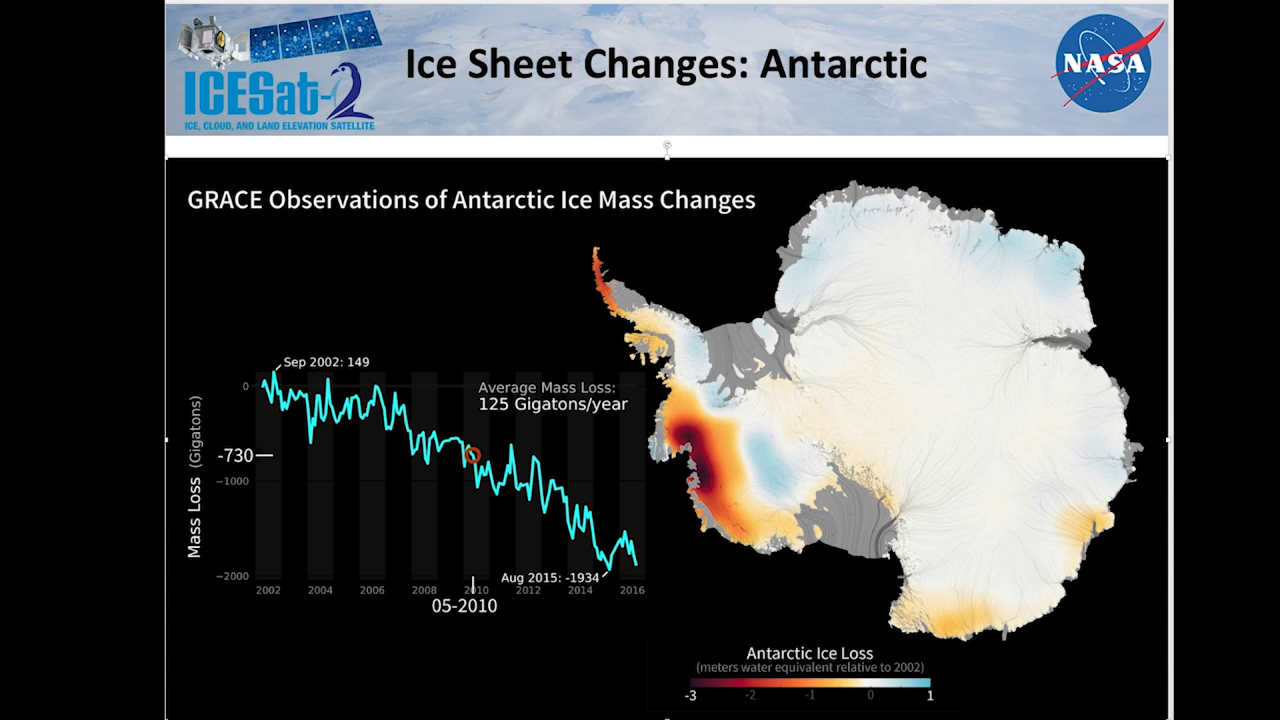 Ice Sheet Changes: Antarctic
ICESat-2
ICE, CLOUD, AND LAND ELEVATION SATELLITE
NASA
GRACE Observations of Antarctic Ice Mass Changes
Sep 2002: 149
Average Mass Loss:
125 Gigatons/year
Mass Loss (Gigatons)
0
-730
−1000
−2000
Aug 2015: -1934
2002 2004 2006 2008 2010 2012 2014 2016
05-2010
Antarctic Ice Loss
(meters water equivalent relative to 2002)
-3 -2 -1 0 1